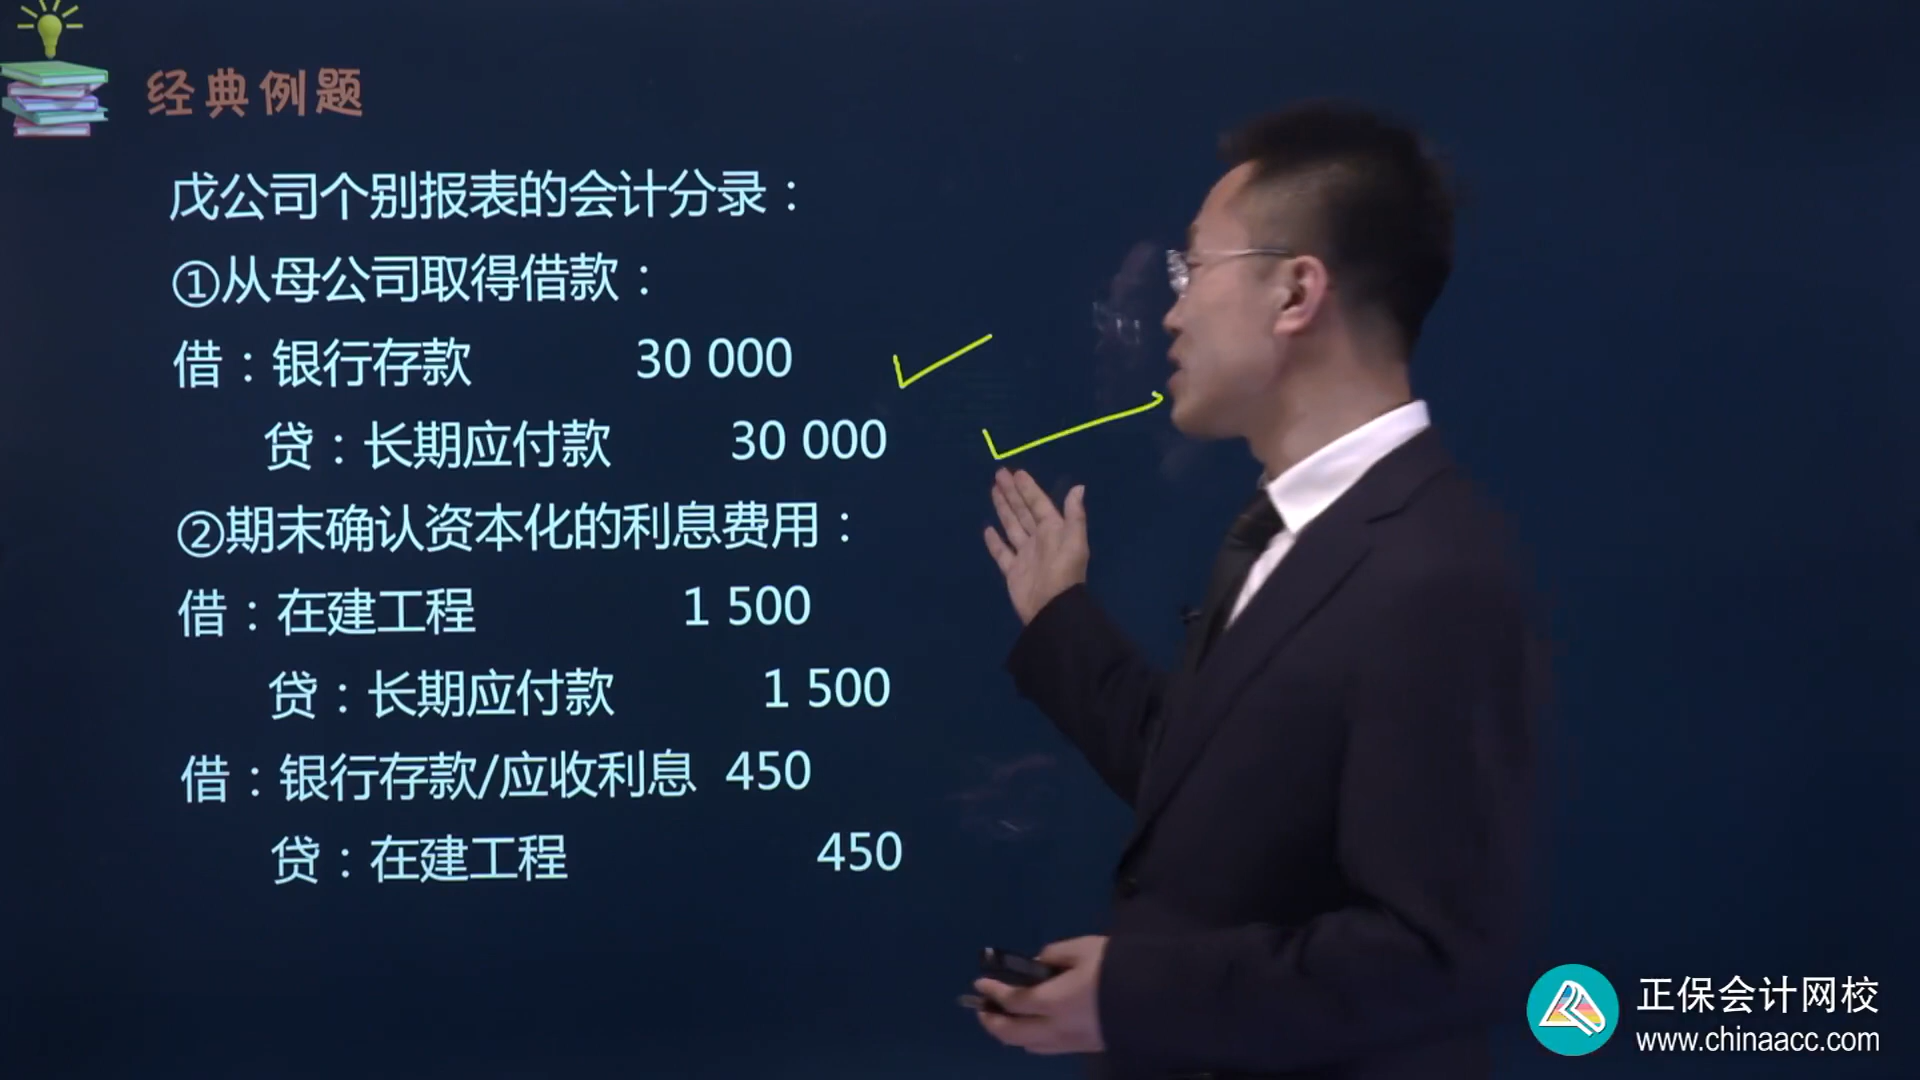 经典例题
戊公司个别报表的会计分录：
①从母公司取得借款：
借：银行存款 30 000
贷：长期应付款 30 000
②期末确认资本化的利息费用：
借：在建工程 1 500
贷：长期应付款 1 500
借：银行存款/应收利息 450
贷：在建工程 450
正保会计网校
www.chinaacc.com